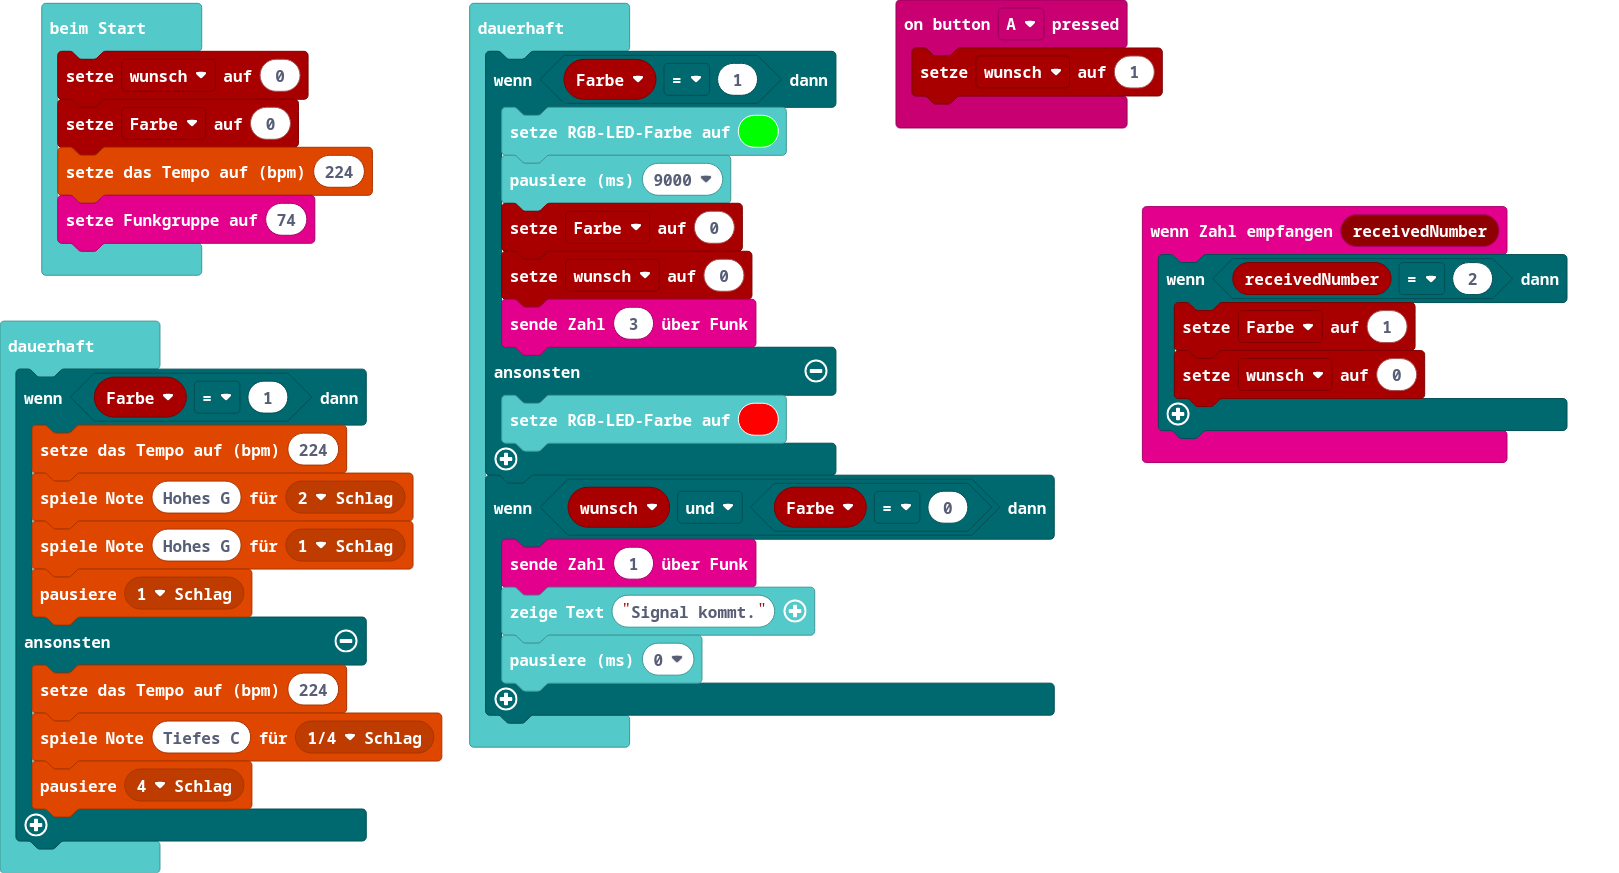 beim Start
setze wunsch auf 0
setze Farbe auf 0
setze das Tempo auf (bpm) 224
setze Funkgruppe auf 74
dauerhaft
wenn Farbe = 1 dann
setze das Tempo auf (bpm) 224
spiele Note Hohes G für 2 Schlag
spiele Note Hohes G für 1 Schlag
pausiere 1 Schlag
ansonsten
setze das Tempo auf (bpm) 224
spiele Note Tiefes C für 1/4 Schlag
pausiere 4 Schlag
dauerhaft
wenn Farbe = 1 dann
setze RGB-LED-Farbe auf
pausiere (ms) 9000
setze Farbe auf 0
setze wunsch auf 0
sende Zahl 3 über Funk
ansonsten
setze RGB-LED-Farbe auf
wenn wunsch und Farbe = 0 dann
sende Zahl 1 über Funk
zeige Text "Signal kommt."
pausiere (ms) 0
on button A pressed
setze wunsch auf 1
wenn Zahl empfangen receivedNumber
wenn receivedNumber = 2 dann
setze Farbe auf 1
setze wunsch auf 0